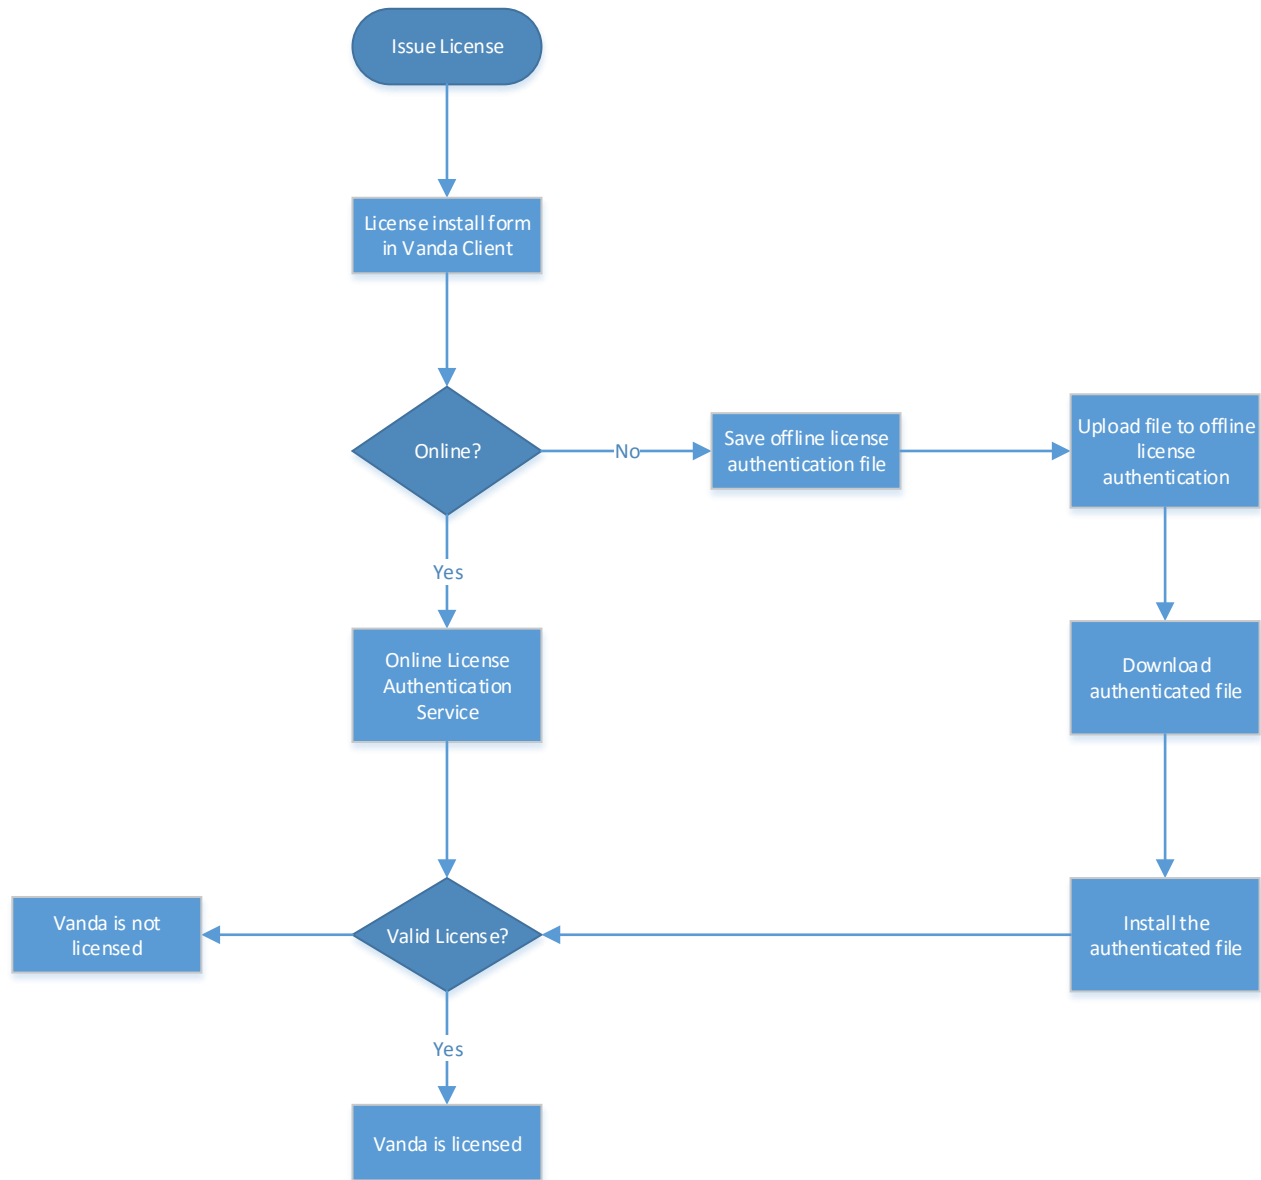 Issue License
License install form
in Vanda Client
Online?
No
Save offline license
authentication file
Upload file to offline
license
authentication
Yes
Online License
Authentication
Service
Download
authenticated file
Vanda is not
licensed
Valid License?
Install the
authenticated file
Yes
Vanda is licensed